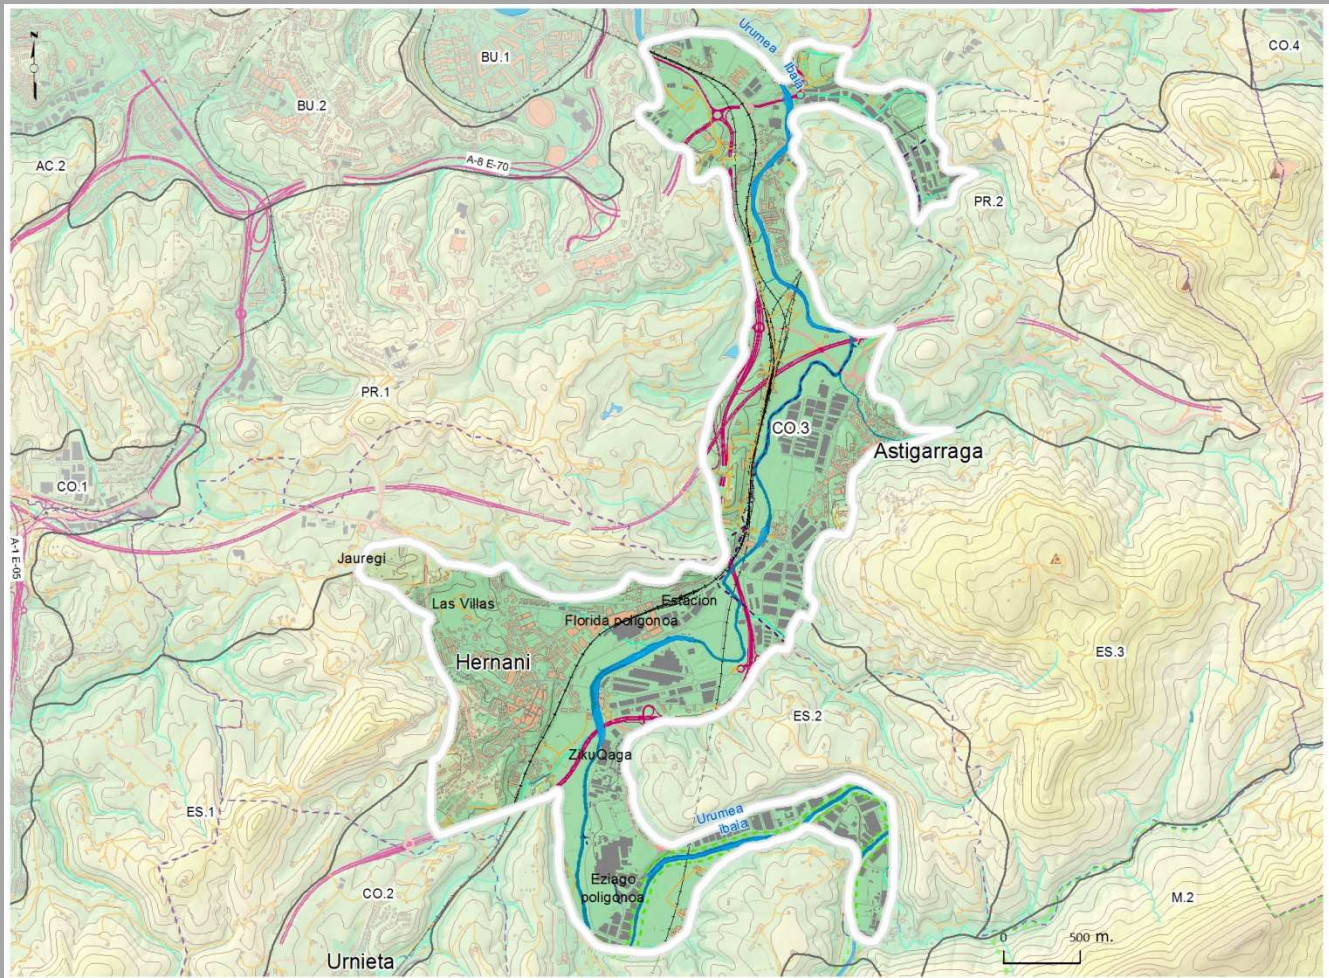 N
Urumea
Ibaia
CO.4
BU.1
BU.2
AC.2
A-8 E-70
PR.2
PR.1
CO.3
Astigarraga
CO.1
A-1 E-05
Jauregi
Las Villas
Estacion
Florida poligonoa
Hernani
ES.3
ES.2
ZikuQaga
ES.1
Urumea
Ibaia
Eziago
poligonoa
CO.2
M.2
0 500 m.
Urnieta